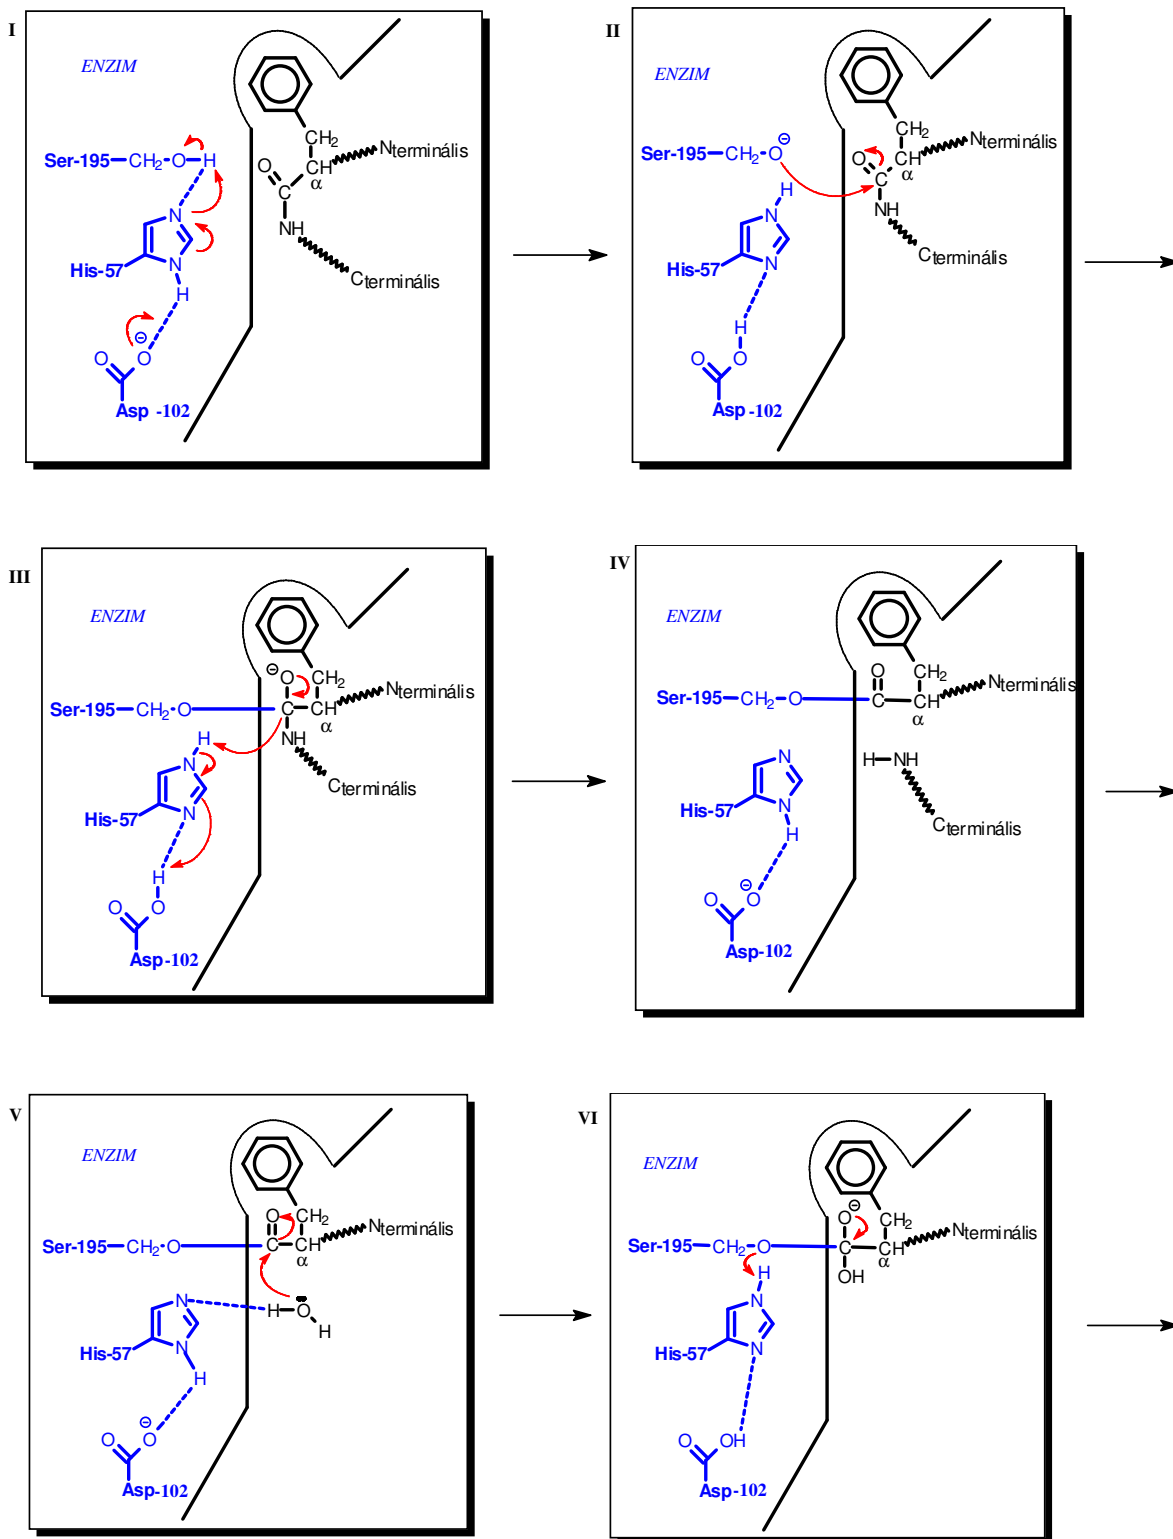 I
ENZIM
CH2
Nterminális
Ser-195 CH2 O H
O
CH
α
C
N
NH
His-57
N
H
Cterminális
O
O ⊖
Asp -102
II
ENZIM
CH2
Nterminális
⊖
Ser-195 CH2 O
O
CH
α
C
H
N
NH
His-57
N
Cterminális
H
O
O
Asp-102
III
ENZIM
⊖
O
CH2
Nterminális
Ser-195 CH2 O C CH
α
H
NH
N
Cterminális
His-57
N
H
O
O
Asp-102
IV
ENZIM
O
CH2
Nterminális
Ser-195 CH2 O C CH
α
N
H NH
His-57
N
H
Cterminális
⊖
O
O
Asp-102
V
ENZIM
O
CH2
Nterminális
Ser-195 CH2 O C CH
α
N
H O
H
His-57
N
H
⊖
O
O
Asp-102
VI
ENZIM
⊖
O
CH2
Nterminális
Ser-195 CH2 O C CH
α
H
OH
N
His-57
N
O
OH
Asp-102